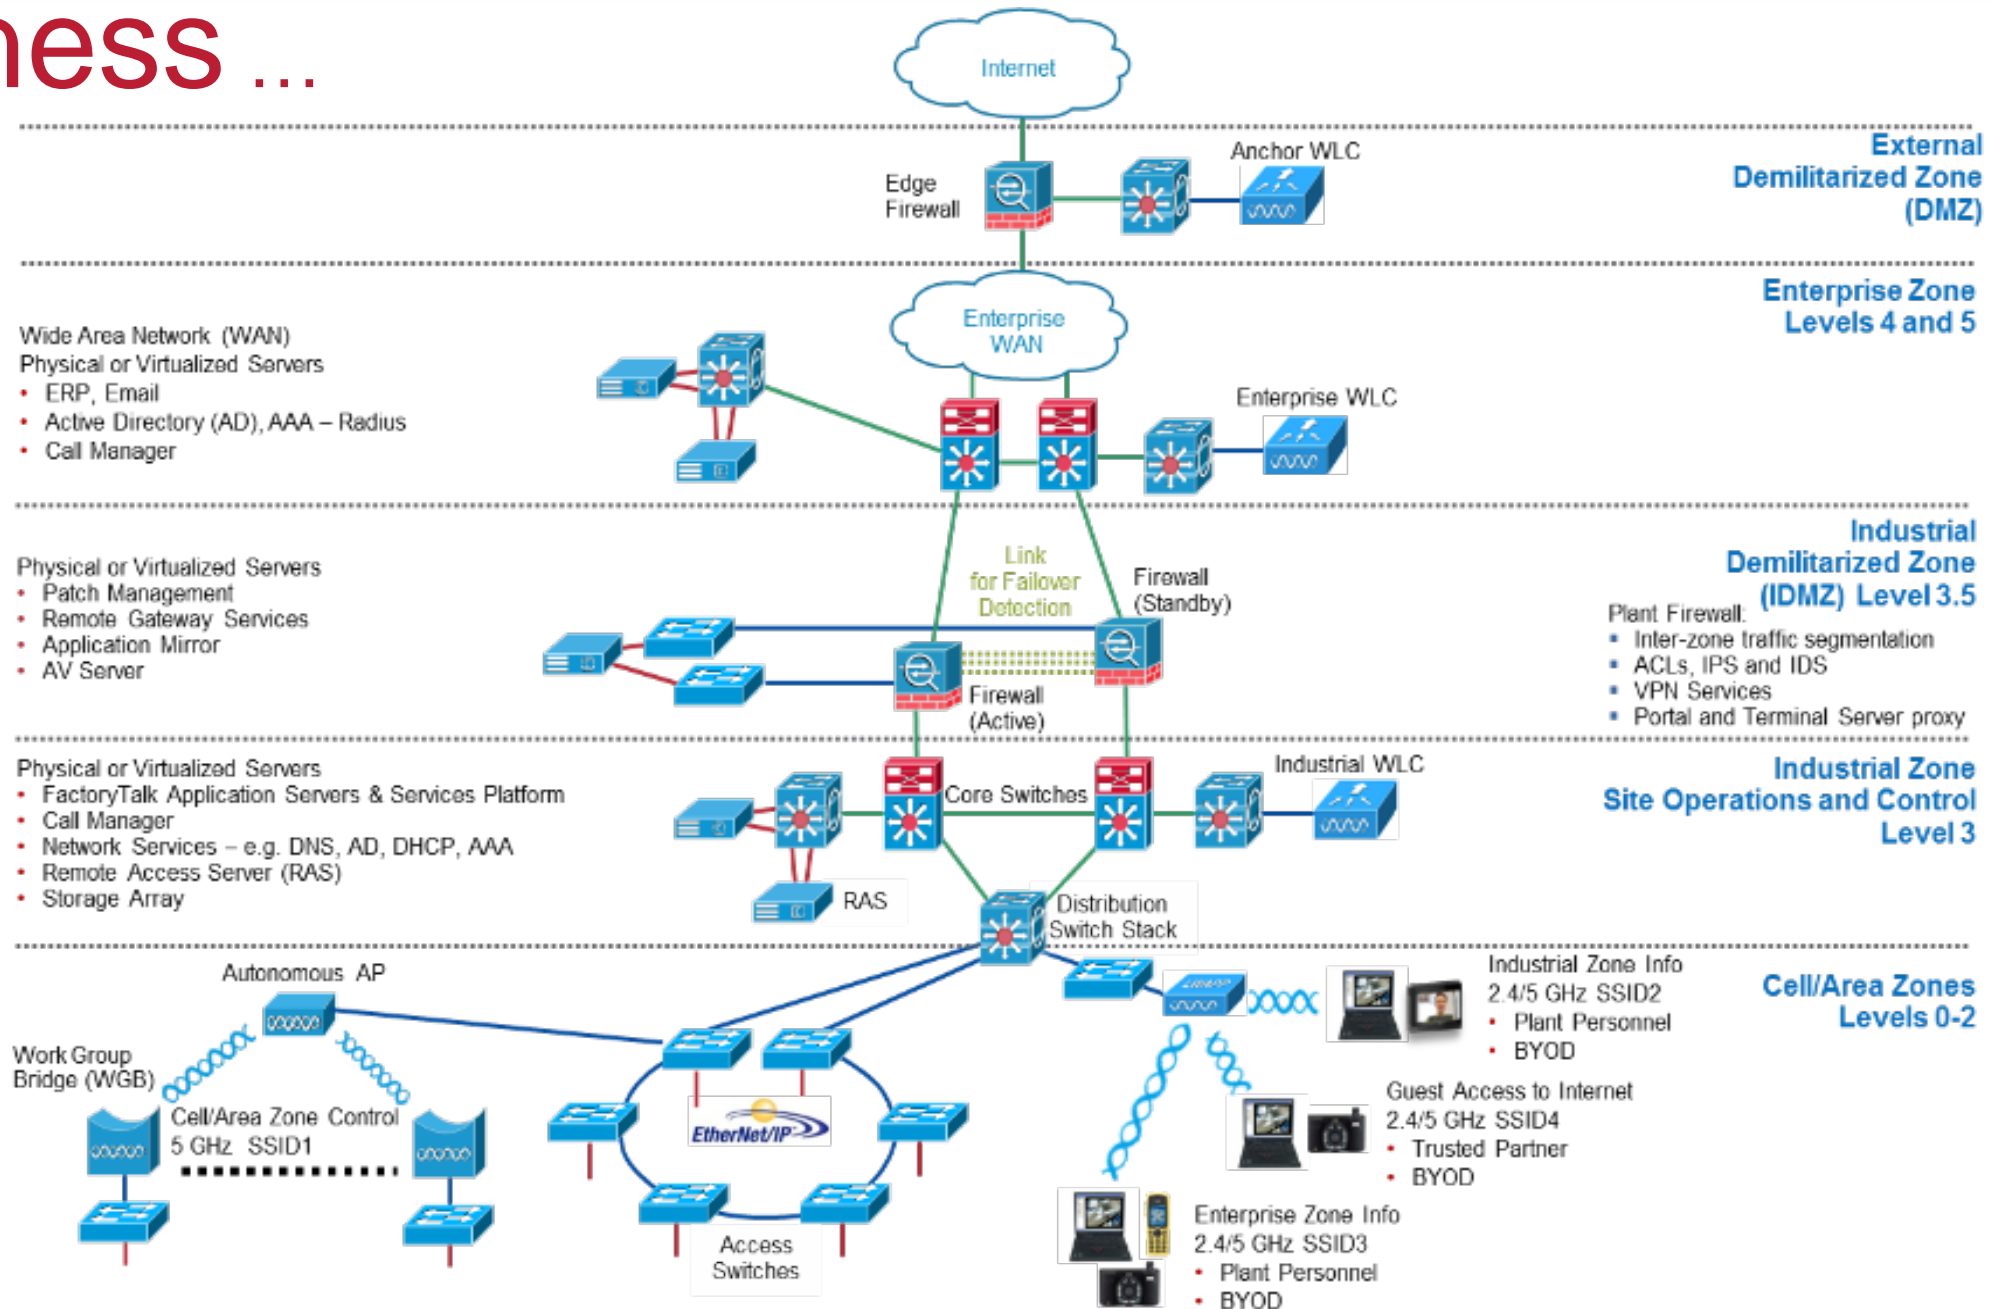 ness ...
Internet
External
Demilitarized Zone
(DMZ)
Anchor WLC
Edge
Firewall
Enterprise Zone
Levels 4 and 5
Enterprise
WAN
Wide Area Network (WAN)
Physical or Virtualized Servers
• ERP, Email
• Active Directory (AD), AAA – Radius
• Call Manager
Enterprise WLC
Industrial
Demilitarized Zone
(IDMZ) Level 3.5
Plant Firewall:
▪ Inter-zone traffic segmentation
▪ ACLs, IPS and IDS
▪ VPN Services
▪ Portal and Terminal Server proxy
Link
for Failover
Detection
Firewall
(Standby)
Physical or Virtualized Servers
• Patch Management
• Remote Gateway Services
• Application Mirror
• AV Server
Firewall
(Active)
Industrial Zone
Site Operations and Control
Level 3
Physical or Virtualized Servers
• FactoryTalk Application Servers & Services Platform
• Call Manager
• Network Services – e.g. DNS, AD, DHCP, AAA
• Remote Access Server (RAS)
• Storage Array
Core Switches
Industrial WLC
RAS
Distribution
Switch Stack
Cell/Area Zones
Levels 0-2
Autonomous AP
Work Group
Bridge (WGB)
Cell/Area Zone Control
5 GHz SSID1
EtherNet/IP
Access
Switches
LWAPP
Industrial Zone Info
2.4/5 GHz SSID2
• Plant Personnel
• BYOD
Guest Access to Internet
2.4/5 GHz SSID4
• Trusted Partner
• BYOD
Enterprise Zone Info
2.4/5 GHz SSID3
• Plant Personnel
• BYOD